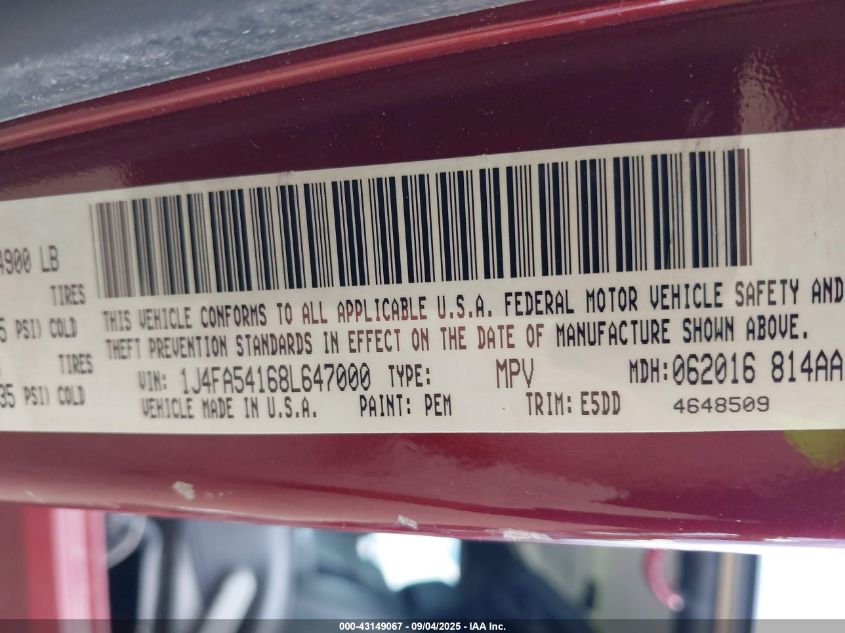 4900 LB
TIRES
5 PSI) COLD
TIRES
35 PSI) COLD
THIS VEHICLE CONFORMS TO ALL APPLICABLE U.S.A. FEDERAL MOTOR VEHICLE SAFETY AND
THEFT PREVENTION STANDARDS IN EFFECT ON THE DATE OF MANUFACTURE SHOWN ABOVE.
VIN: 1J4FA54168L647000 TYPE: MPV MDH:062016 814AA
VEHICLE MADE IN U.S.A. PAINT: PEM TRIM: E5DD 4648509
000-43149067 - 09/04/2025 - IAA Inc.